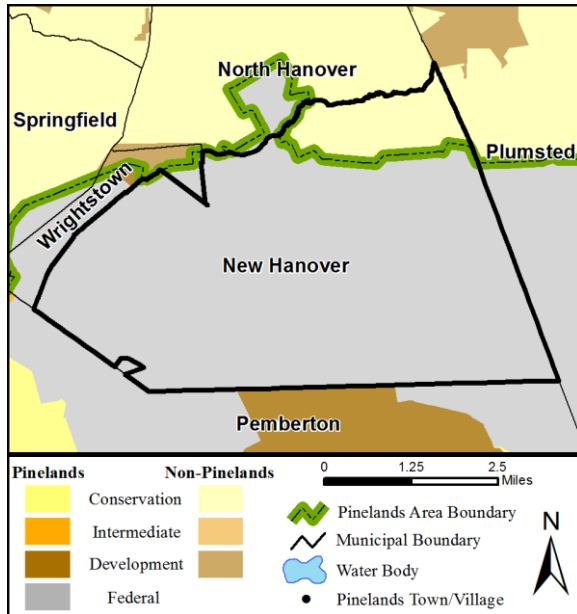 North Hanover
Springfield
Plumsted
Wrightstown
New Hanover
Pemberton
Pinelands Non-Pinelands
Conservation
Intermediate
Development
Federal
0 1.25 2.5
Miles
Pinelands Area Boundary
Municipal Boundary
Water Body
Pinelands Town/Village
N